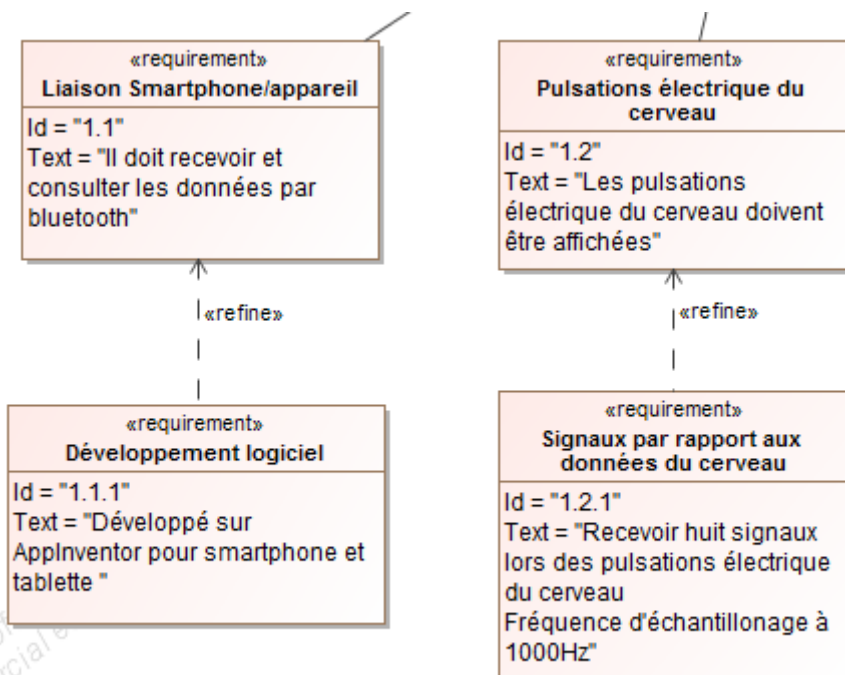 «requirement»
Liaison Smartphone/appareil
Id = "1.1"
Text = "Il doit recevoir et
consulter les données par
bluetooth"
«requirement»
Pulsations électrique du
cerveau
Id = "1.2"
Text = "Les pulsations
électrique du cerveau doivent
être affichées"
«refine»
«refine»
«requirement»
Développement logiciel
Id = "1.1.1"
Text = "Développé sur
AppInventor pour smartphone et
tablette "
«requirement»
Signaux par rapport aux
données du cerveau
Id = "1.2.1"
Text = "Recevoir huit signaux
lors des pulsations électrique
du cerveau
Fréquence d'échantillonage à
1000Hz"